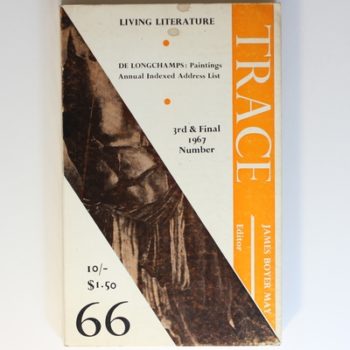 LIVING LITERATURE
DE LONGCHAMPS: Paintings
Annual Indexed Address List
3rd & Final
1967
Number
TRACE
JAMES BOYER MAY
Editor
10/-
$1.50
66